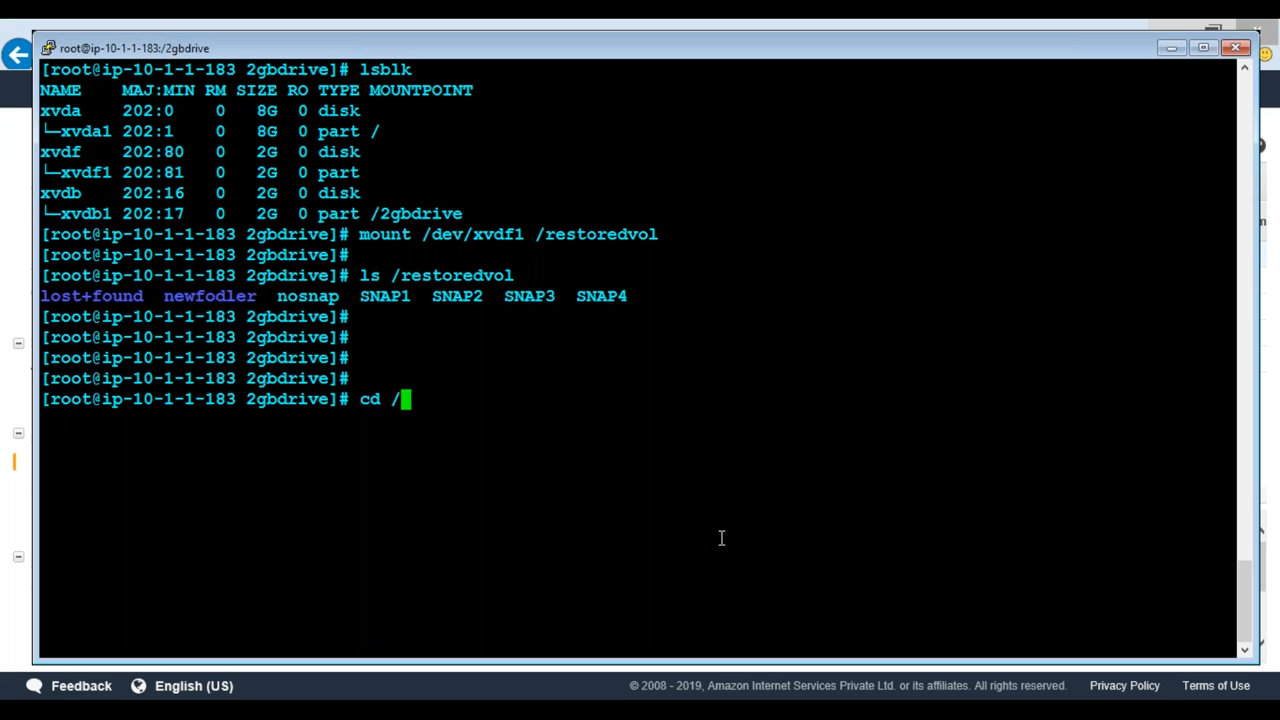 root@ip-10-1-1-183:/2gbdrive
[root@ip-10-1-1-183 2gbdrive]# lsblk
NAME    MAJ:MIN RM SIZE RO TYPE MOUNTPOINT
xvda    202:0    0   8G  0 disk
└─xvda1 202:1    0   8G  0 part /
xvdf    202:80   0   2G  0 disk
└─xvdf1 202:81   0   2G  0 part
xvdb    202:16   0   2G  0 disk
└─xvdb1 202:17   0   2G  0 part /2gbdrive
[root@ip-10-1-1-183 2gbdrive]# mount /dev/xvdf1 /restoredvol
[root@ip-10-1-1-183 2gbdrive]#
[root@ip-10-1-1-183 2gbdrive]# ls /restoredvol
lost+found  newfodler  nosnap  SNAP1  SNAP2  SNAP3  SNAP4
[root@ip-10-1-1-183 2gbdrive]#
[root@ip-10-1-1-183 2gbdrive]#
[root@ip-10-1-1-183 2gbdrive]#
[root@ip-10-1-1-183 2gbdrive]#
[root@ip-10-1-1-183 2gbdrive]# cd /
Feedback English (US) © 2008 - 2019, Amazon Internet Services Private Ltd. or its affiliates. All rights reserved. Privacy Policy Terms of Use